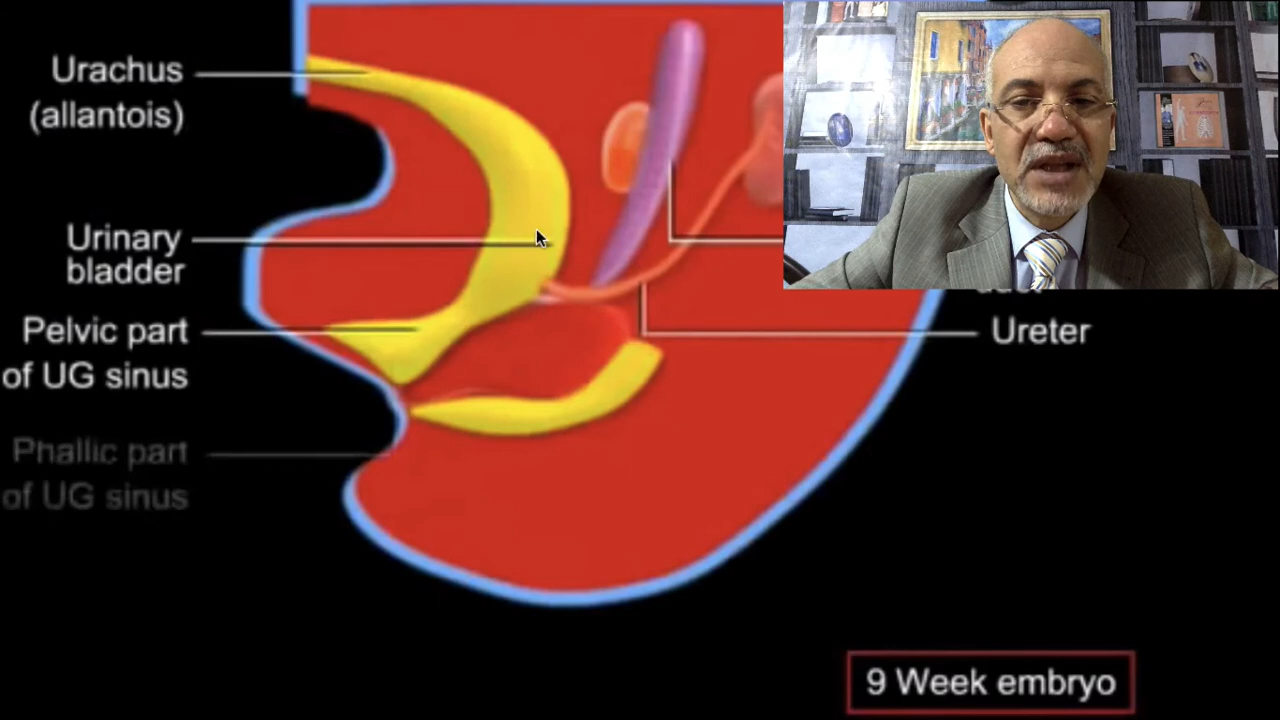 Urachus
(allantois)
Urinary
bladder
Pelvic part
of UG sinus
Phallic part
of UG sinus
Ureter
9 Week embryo